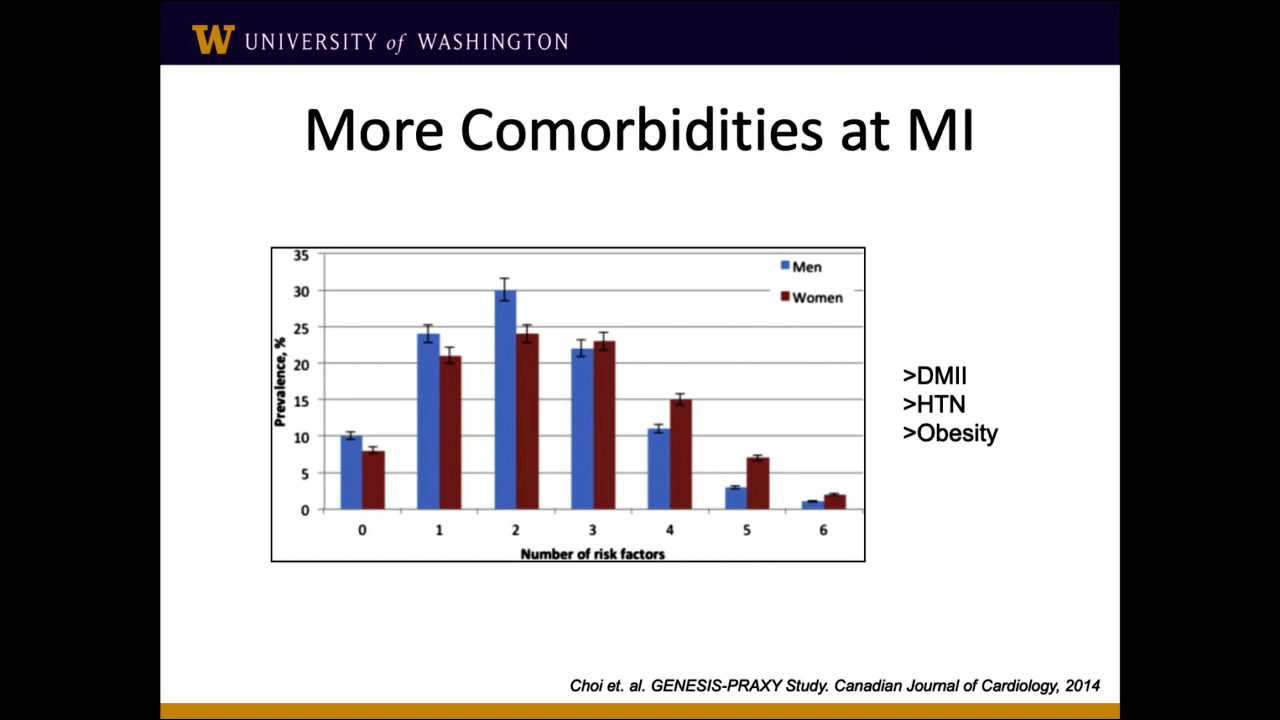 W UNIVERSITY of WASHINGTON
More Comorbidities at MI
35
30
25
20
15
10
5
0
Prevalence, %
Men
Women
0 1 2 3 4 5 6
Number of risk factors
>DMII
>HTN
>Obesity
Choi et. al. GENESIS-PRAXY Study. Canadian Journal of Cardiology, 2014